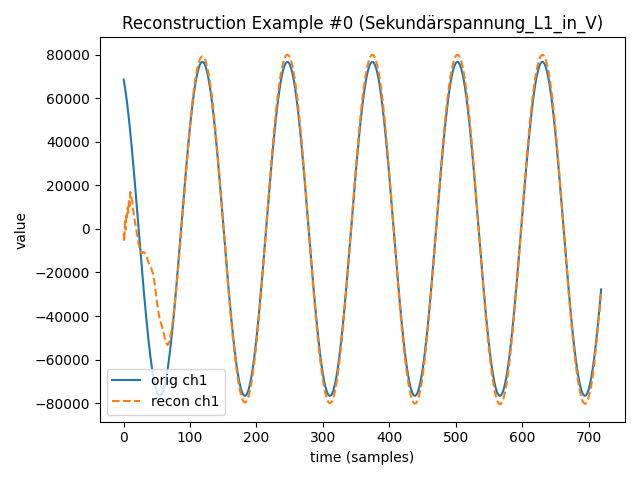 Reconstruction Example #0 (Sekundärspannung_L1_in_V)
80000
60000
40000
20000
0
−20000
−40000
−60000
−80000
value
orig ch1
recon ch1
0 100 200 300 400 500 600 700
time (samples)